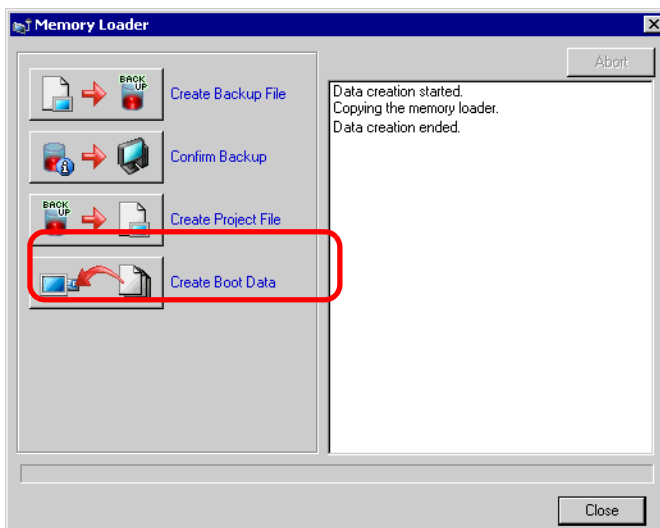 Memory Loader
Abort
BACK
UP
Create Backup File
Confirm Backup
BACK
UP
Create Project File
Create Boot Data
Data creation started.
Copying the memory loader.
Data creation ended.
Close